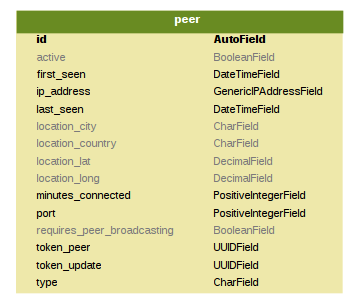 peer
id AutoField
active BooleanField
first_seen DateTimeField
ip_address GenericIPAddressField
last_seen DateTimeField
location_city CharField
location_country CharField
location_lat DecimalField
location_long DecimalField
minutes_connected PositiveIntegerField
port PositiveIntegerField
requires_peer_broadcasting BooleanField
token_peer UUIDField
token_update UUIDField
type CharField